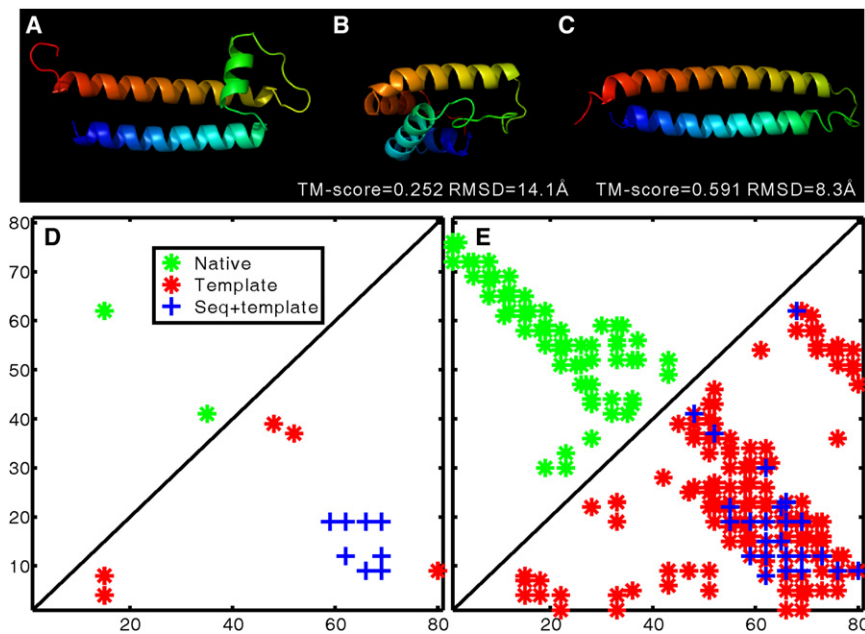 A B C
TM-score=0.252 RMSD=14.1Å TM-score=0.591 RMSD=8.3Å
D E
Native
Template
Seq+template
80
70
60
50
40
30
20
10
20 40 60 80 20 40 60 80